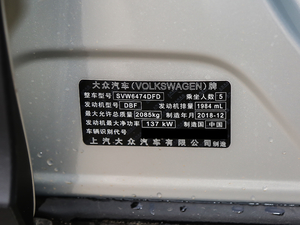 大众汽车(VOLKSWAGEN)牌
整车型号 SVW6474DFD 乘坐人数 5
发动机型号 DBF 发动机排量 1984 mL
最大允许总质量 2085kg 制造年月 2018-12
发动机最大净功率 137 kW 制造国 中国
车辆识别代号
上汽大众汽车有限公司 制造